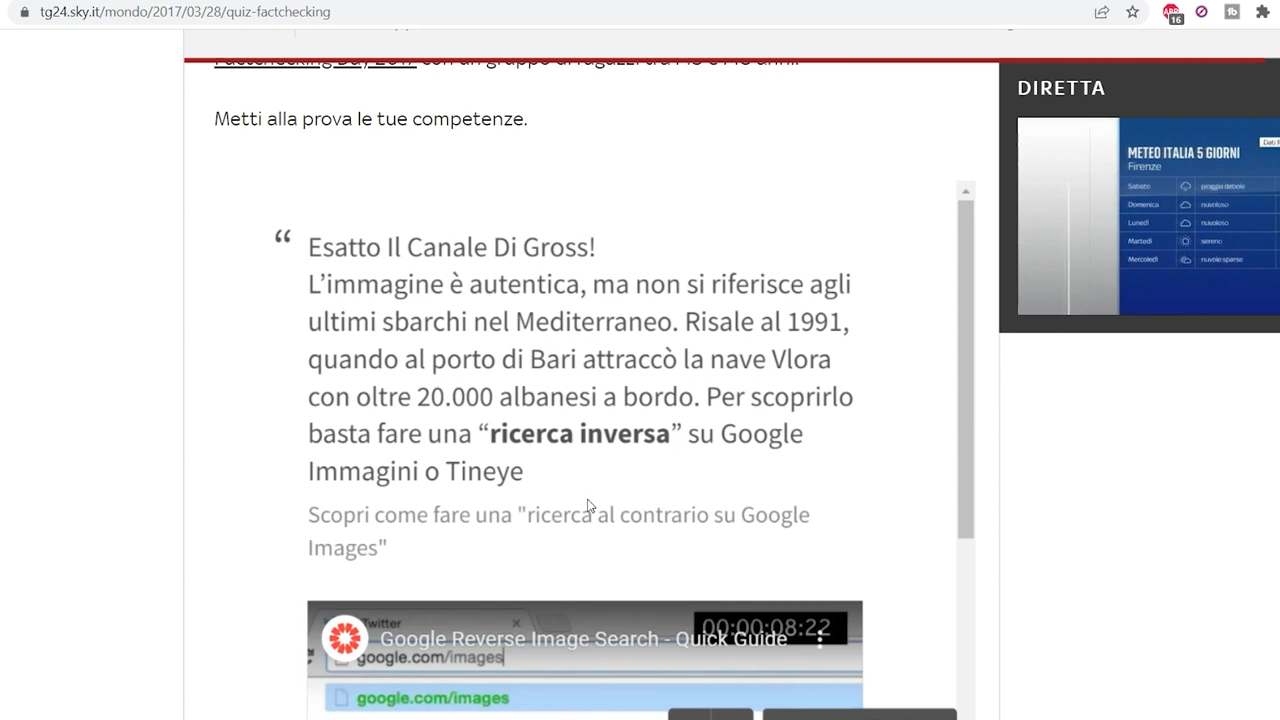 tg24.sky.it/mondo/2017/03/28/quiz-factchecking
16
DIRETTA
Metti alla prova le tue competenze.
METEO ITALIA 5 GIORNI
Firenze
Sabato pioggia debole
Domenica nuvoloso
Lunedì nuvoloso
Martedì sereno
Mercoledì nuvole sparse
“ Esatto Il Canale Di Gross!
L’immagine è autentica, ma non si riferisce agli
ultimi sbarchi nel Mediterraneo. Risale al 1991,
quando al porto di Bari attraccò la nave Vlora
con oltre 20.000 albanesi a bordo. Per scoprirlo
basta fare una “ricerca inversa” su Google
Immagini o Tineye
Scopri come fare una "ricerca al contrario su Google
Images"
Twitter
00:00:08:22
Google Reverse Image Search - Quick Guide
google.com/images
google.com/images